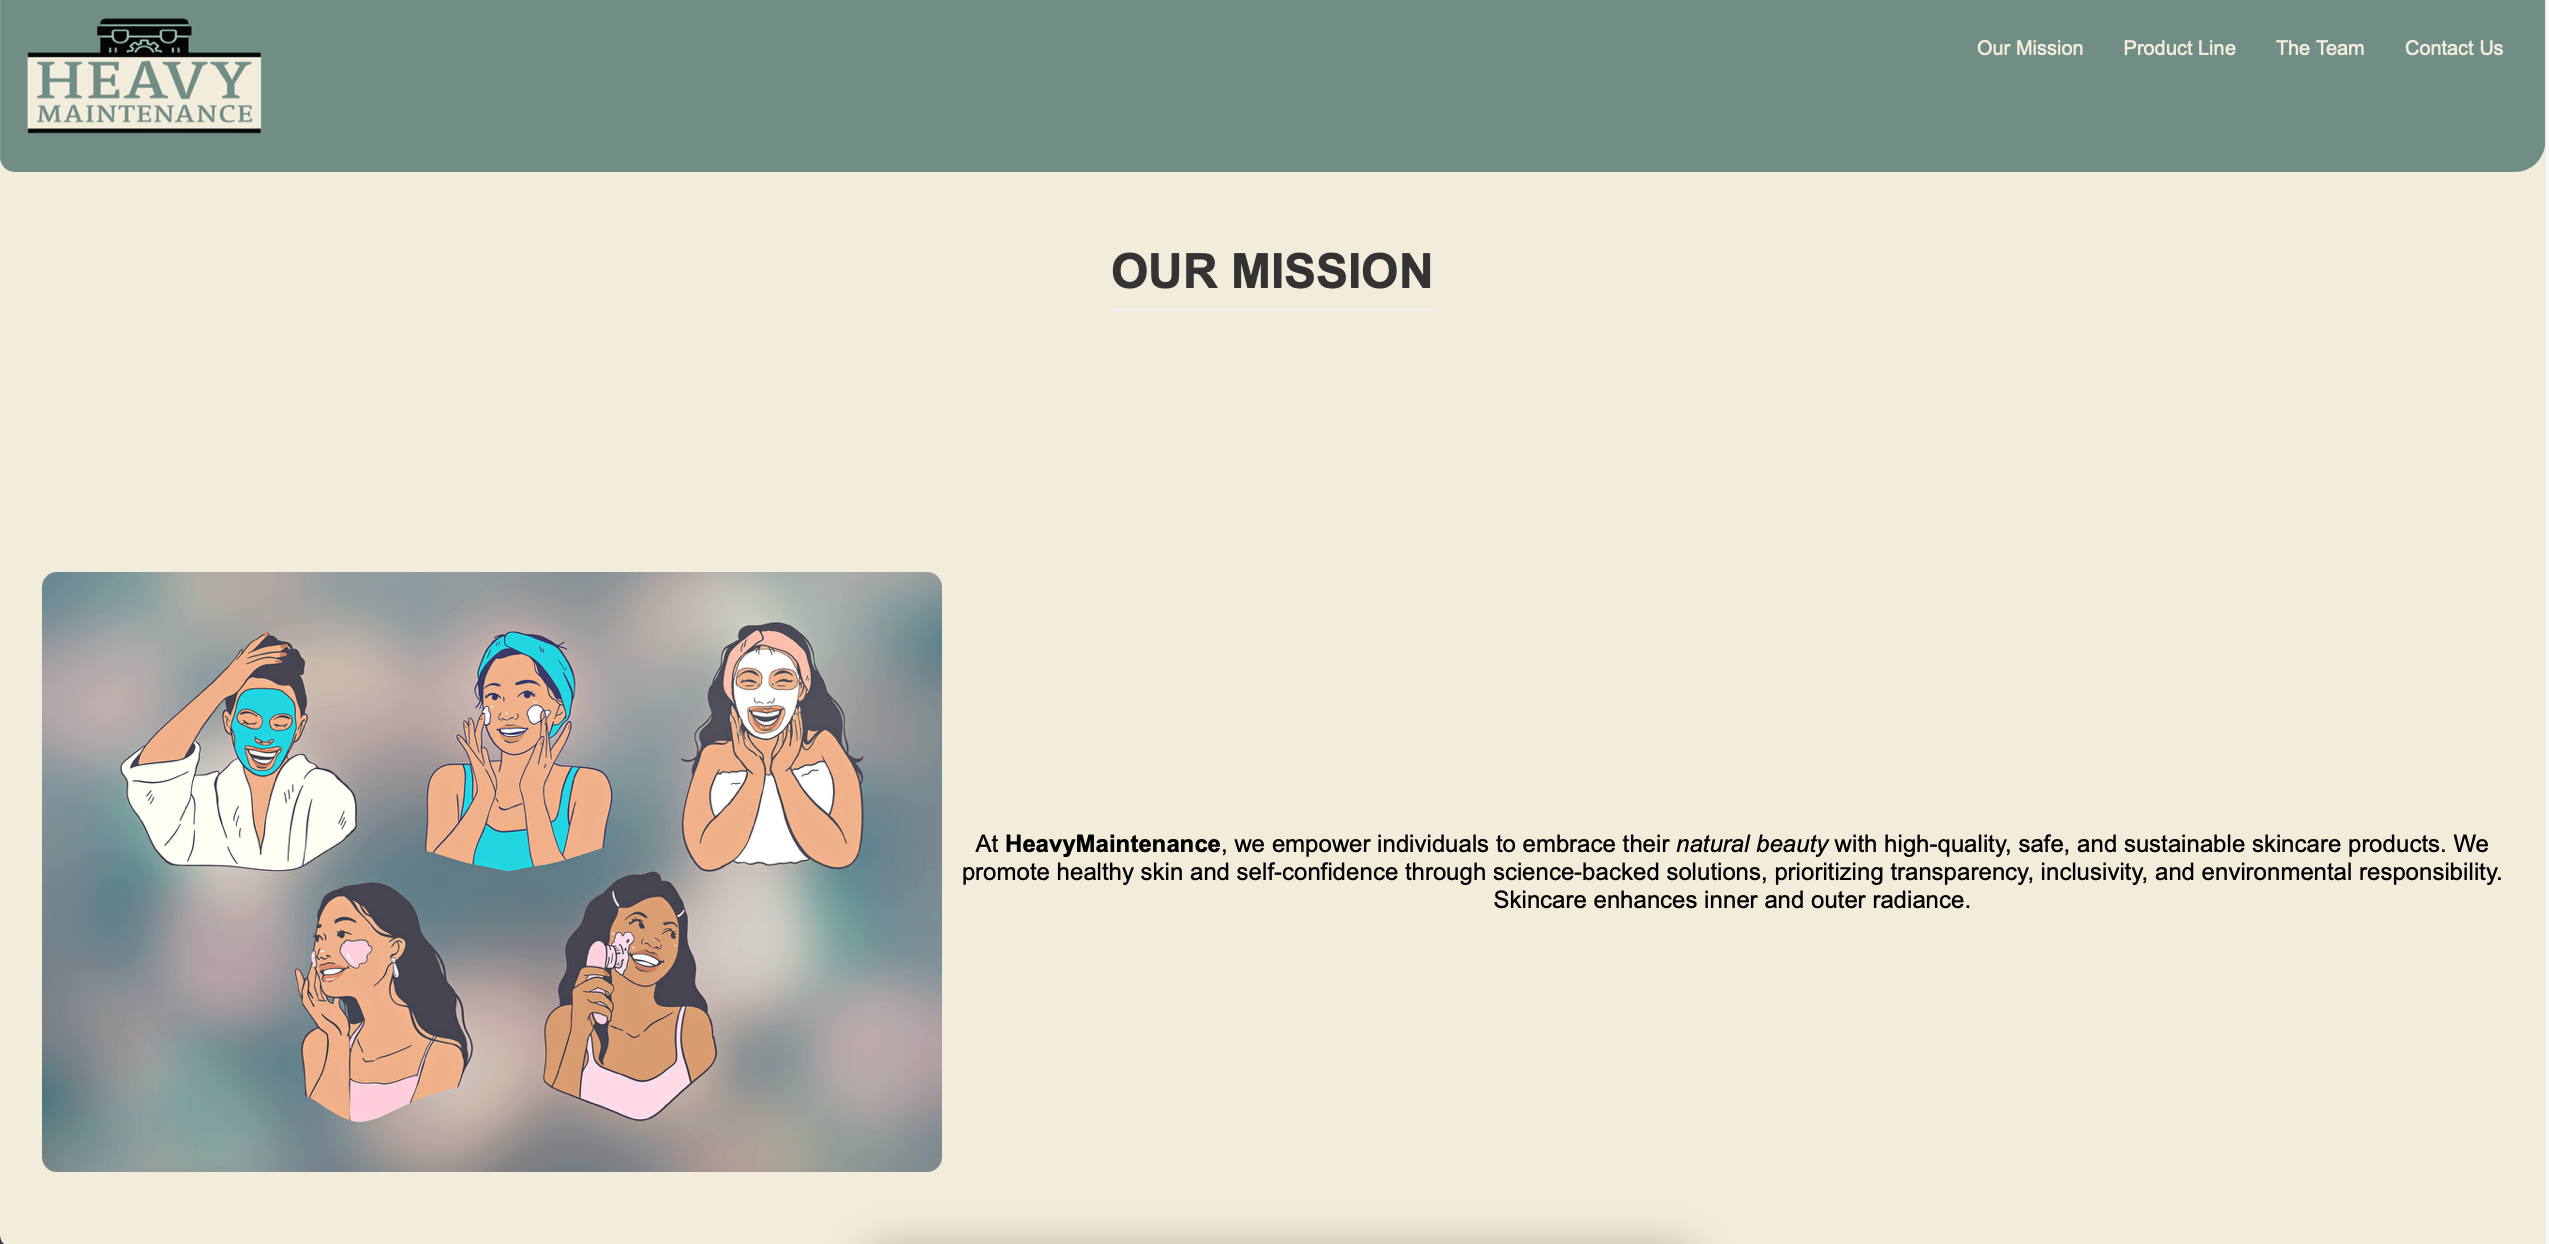 HEAVY
MAINTENANCE
Our Mission Product Line The Team Contact Us
OUR MISSION
At HeavyMaintenance, we empower individuals to embrace their natural beauty with high-quality, safe, and sustainable skincare products. We
promote healthy skin and self-confidence through science-backed solutions, prioritizing transparency, inclusivity, and environmental responsibility.
Skincare enhances inner and outer radiance.